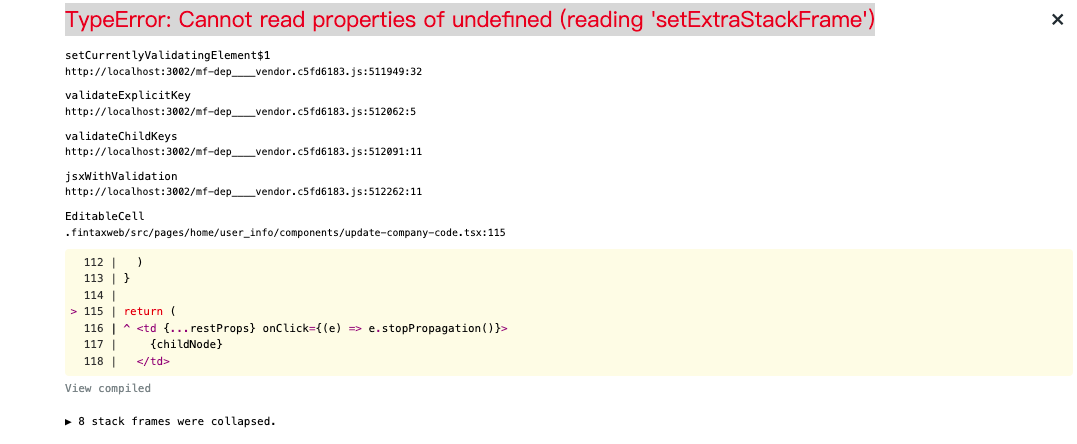 TypeError: Cannot read properties of undefined (reading 'setExtraStackFrame')
×
setCurrentlyValidatingElement$1
http://localhost:3002/mf-dep____vendor.c5fd6183.js:511949:32
validateExplicitKey
http://localhost:3002/mf-dep____vendor.c5fd6183.js:512062:5
validateChildKeys
http://localhost:3002/mf-dep____vendor.c5fd6183.js:512091:11
jsxWithValidation
http://localhost:3002/mf-dep____vendor.c5fd6183.js:512262:11
EditableCell
.fintaxweb/src/pages/home/user_info/components/update-company-code.tsx:115
112 |   )
113 | }
114 |
> 115 | return (
116 | ^ <td {...restProps} onClick={(e) => e.stopPropagation()}>
117 |     {childNode}
118 |   </td>
View compiled
▶ 8 stack frames were collapsed.